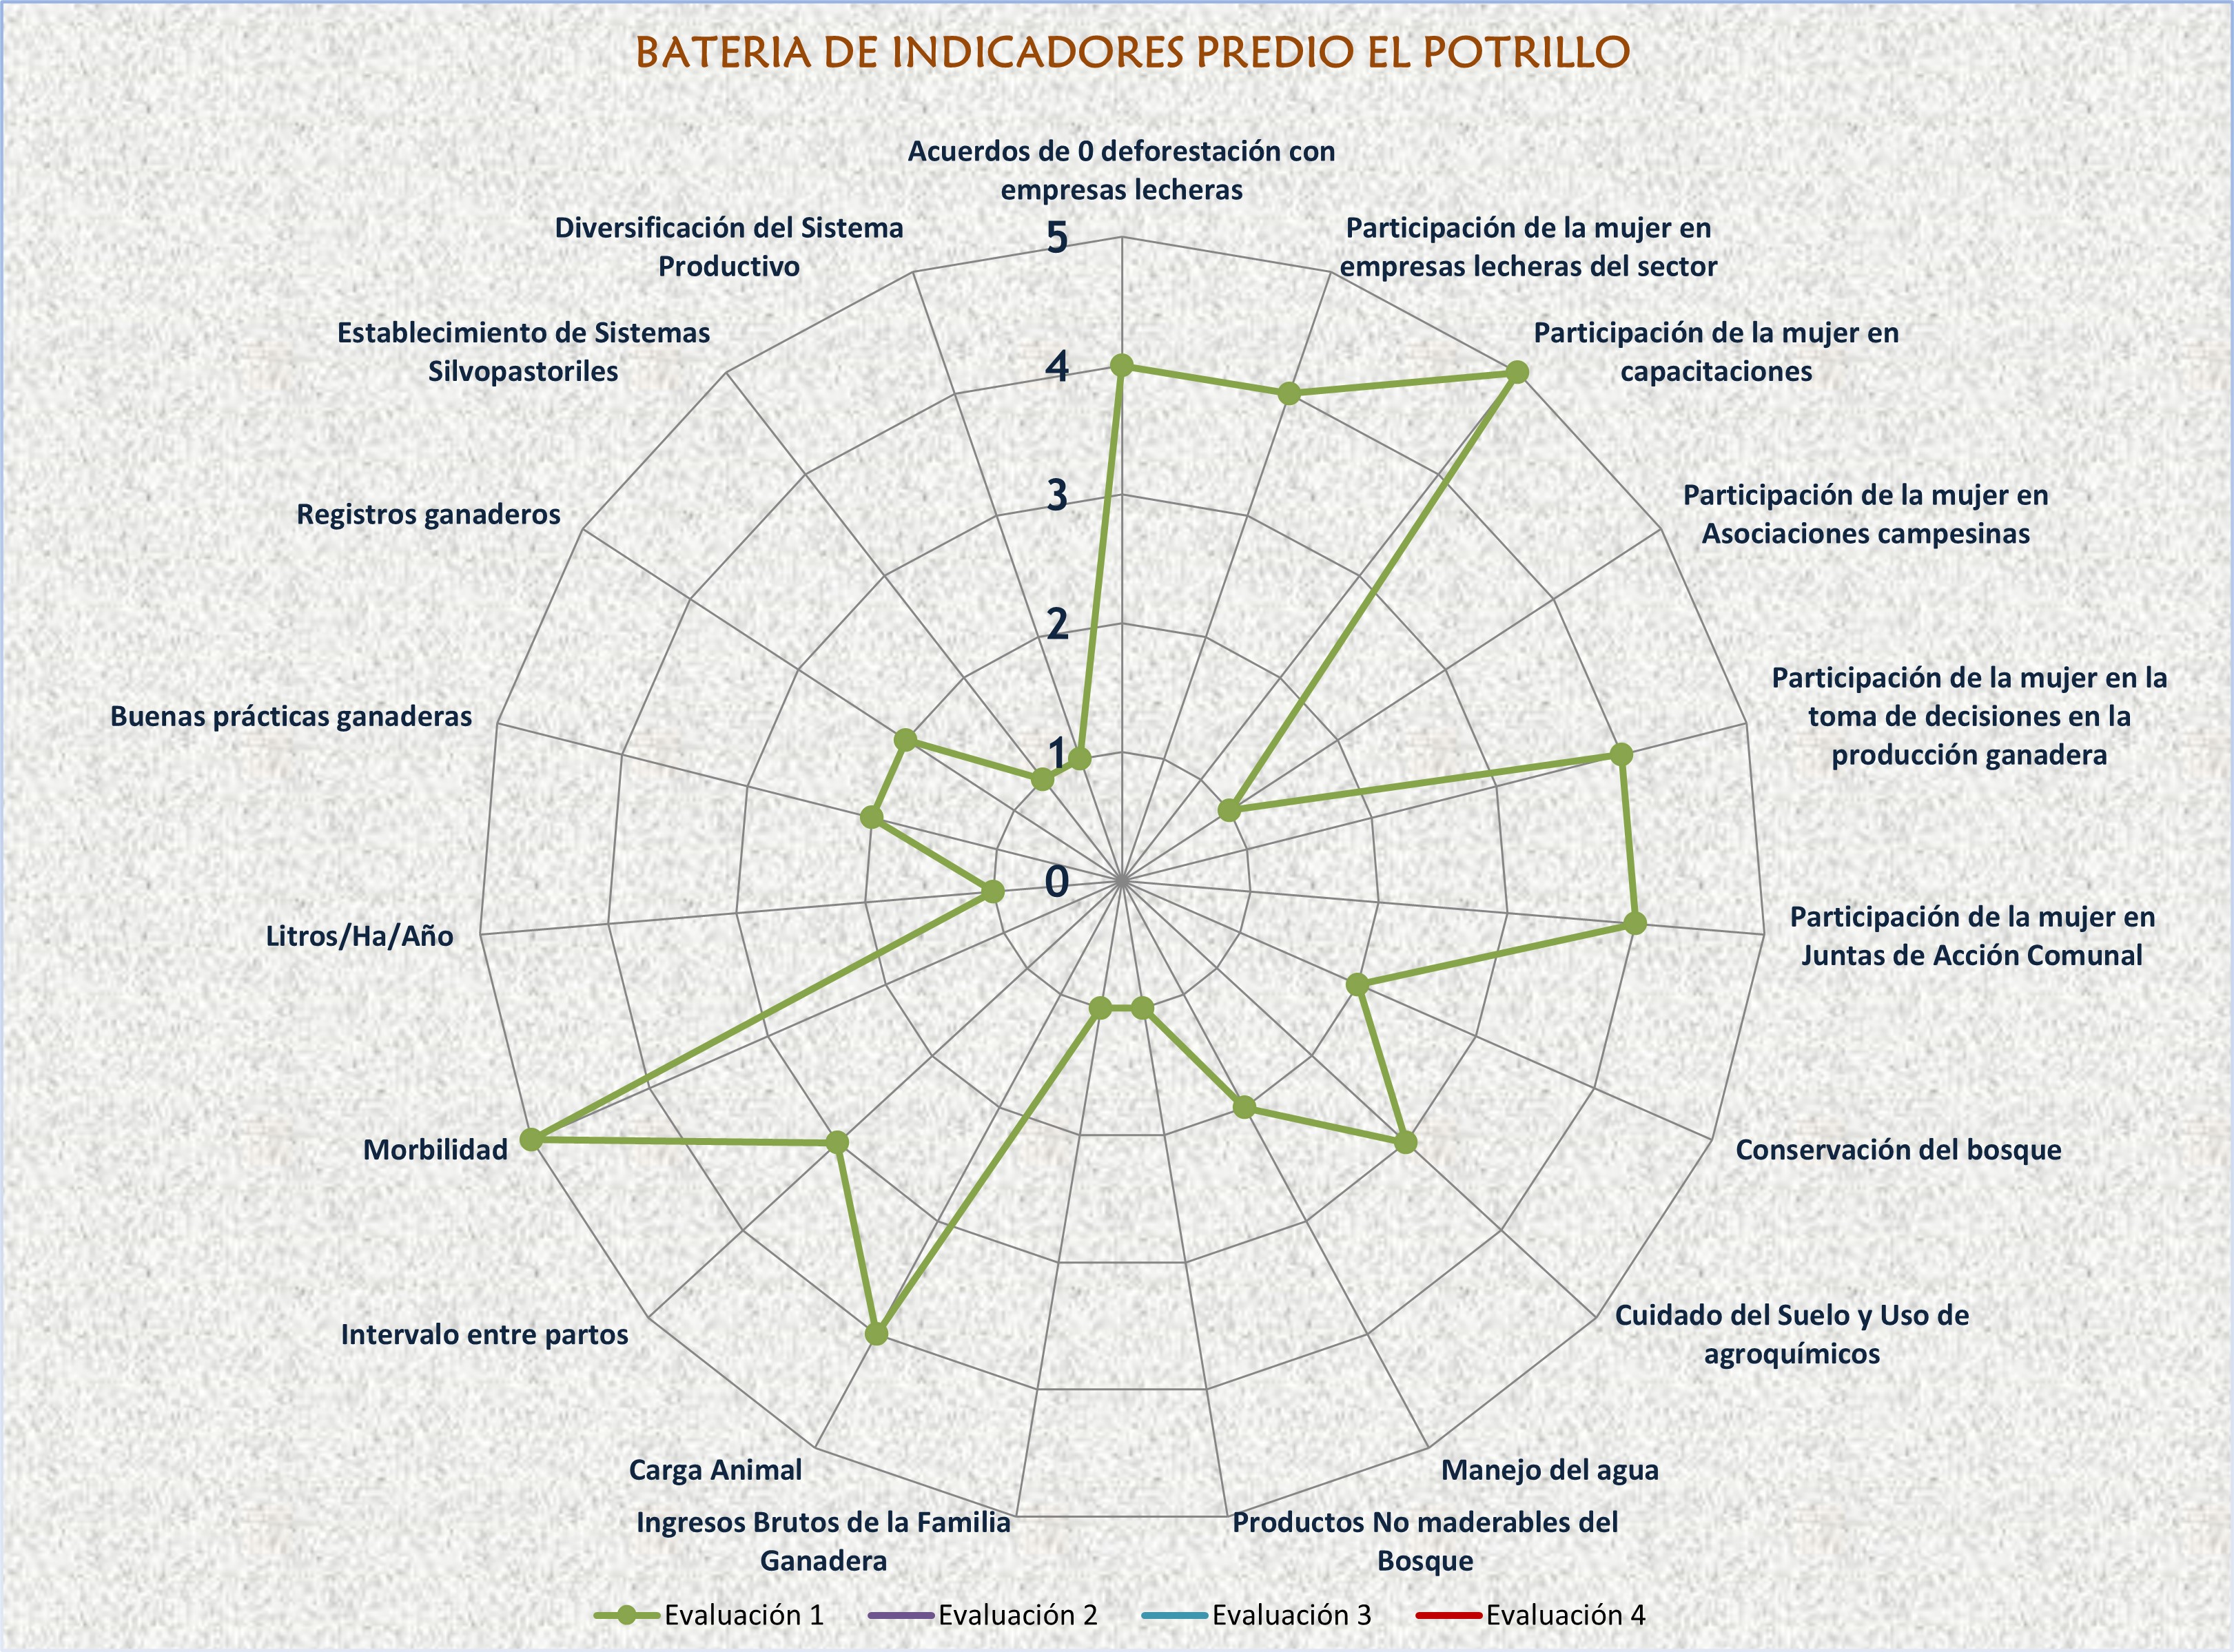 BATERIA DE INDICADORES PREDIO EL POTRILLO
Acuerdos de 0 deforestación con
empresas lecheras
Participación de la mujer en
empresas lecheras del sector
Participación de la mujer en
capacitaciones
Participación de la mujer en
Asociaciones campesinas
Participación de la mujer en la
toma de decisiones en la
producción ganadera
Participación de la mujer en
Juntas de Acción Comunal
Conservación del bosque
Cuidado del Suelo y Uso de
agroquímicos
Manejo del agua
Productos No maderables del
Bosque
Ingresos Brutos de la Familia
Ganadera
Carga Animal
Intervalo entre partos
Morbilidad
Litros/Ha/Año
Buenas prácticas ganaderas
Registros ganaderos
Establecimiento de Sistemas
Silvopastoriles
Diversificación del Sistema
Productivo
5
4
3
2
1
0
Evaluación 1
Evaluación 2
Evaluación 3
Evaluación 4